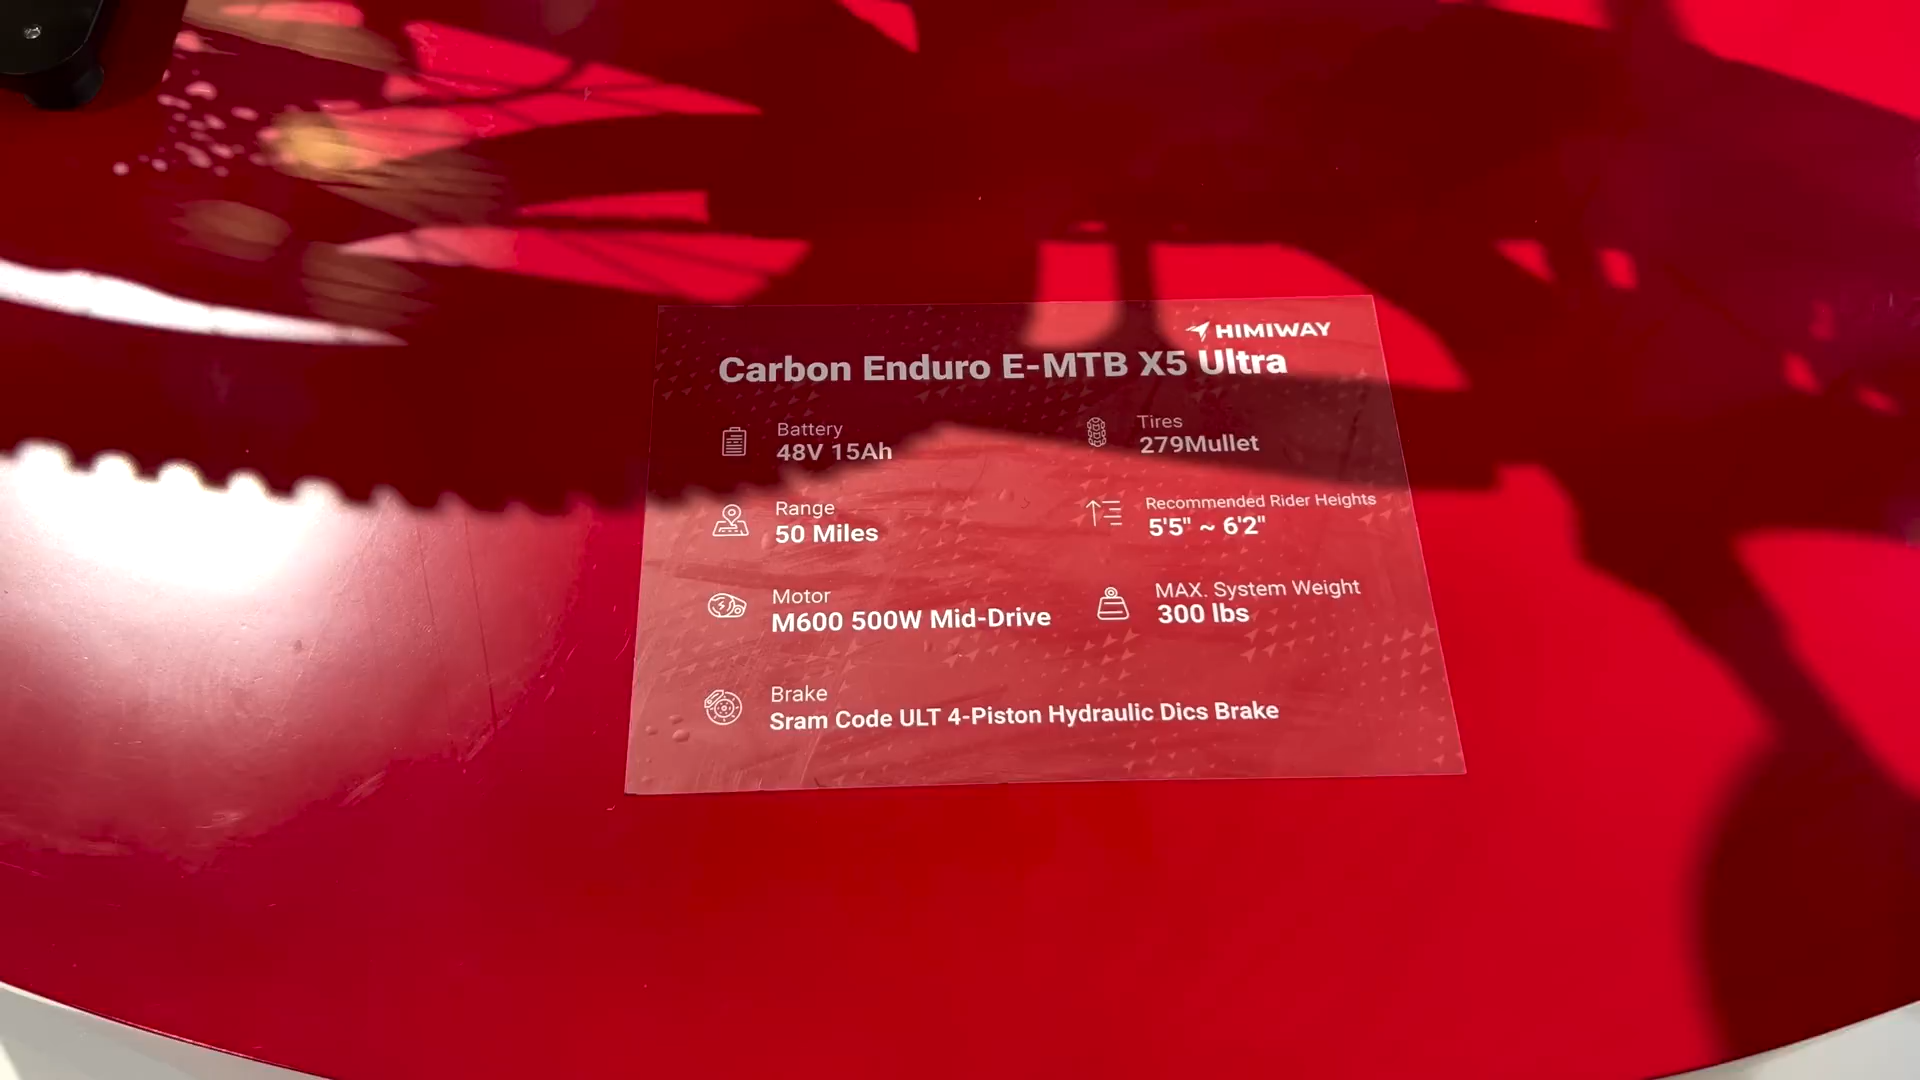 HIMIWAY
Carbon Enduro E-MTB X5 Ultra
Battery
48V 15Ah
Tires
279Mullet
Range
50 Miles
Recommended Rider Heights
5'5" ~ 6'2"
Motor
M600 500W Mid-Drive
MAX. System Weight
300 lbs
Brake
Sram Code ULT 4-Piston Hydraulic Dics Brake